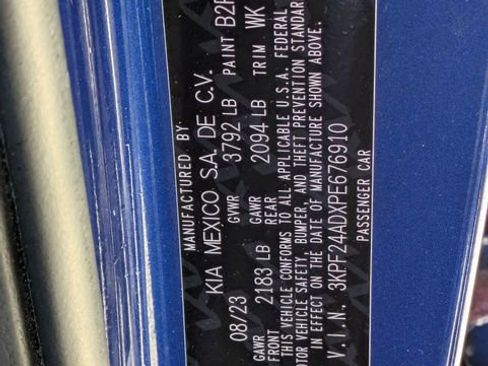 MANUFACTURED BY
KIA MEXICO S.A. DE C.V.
08/23 GVWR 3792 LB PAINT
GAWR FRONT 2183 LB GAWR REAR 2094 LB TRIM WK
THIS VEHICLE CONFORMS TO ALL APPLICABLE U.S.A. FEDERAL
MOTOR VEHICLE SAFETY, BUMPER, AND THEFT PREVENTION STANDAR
IN EFFECT ON THE DATE OF MANUFACTURE SHOWN ABOVE.
V.I.N. 3KPF24ADXPE676910
PASSENGER CAR